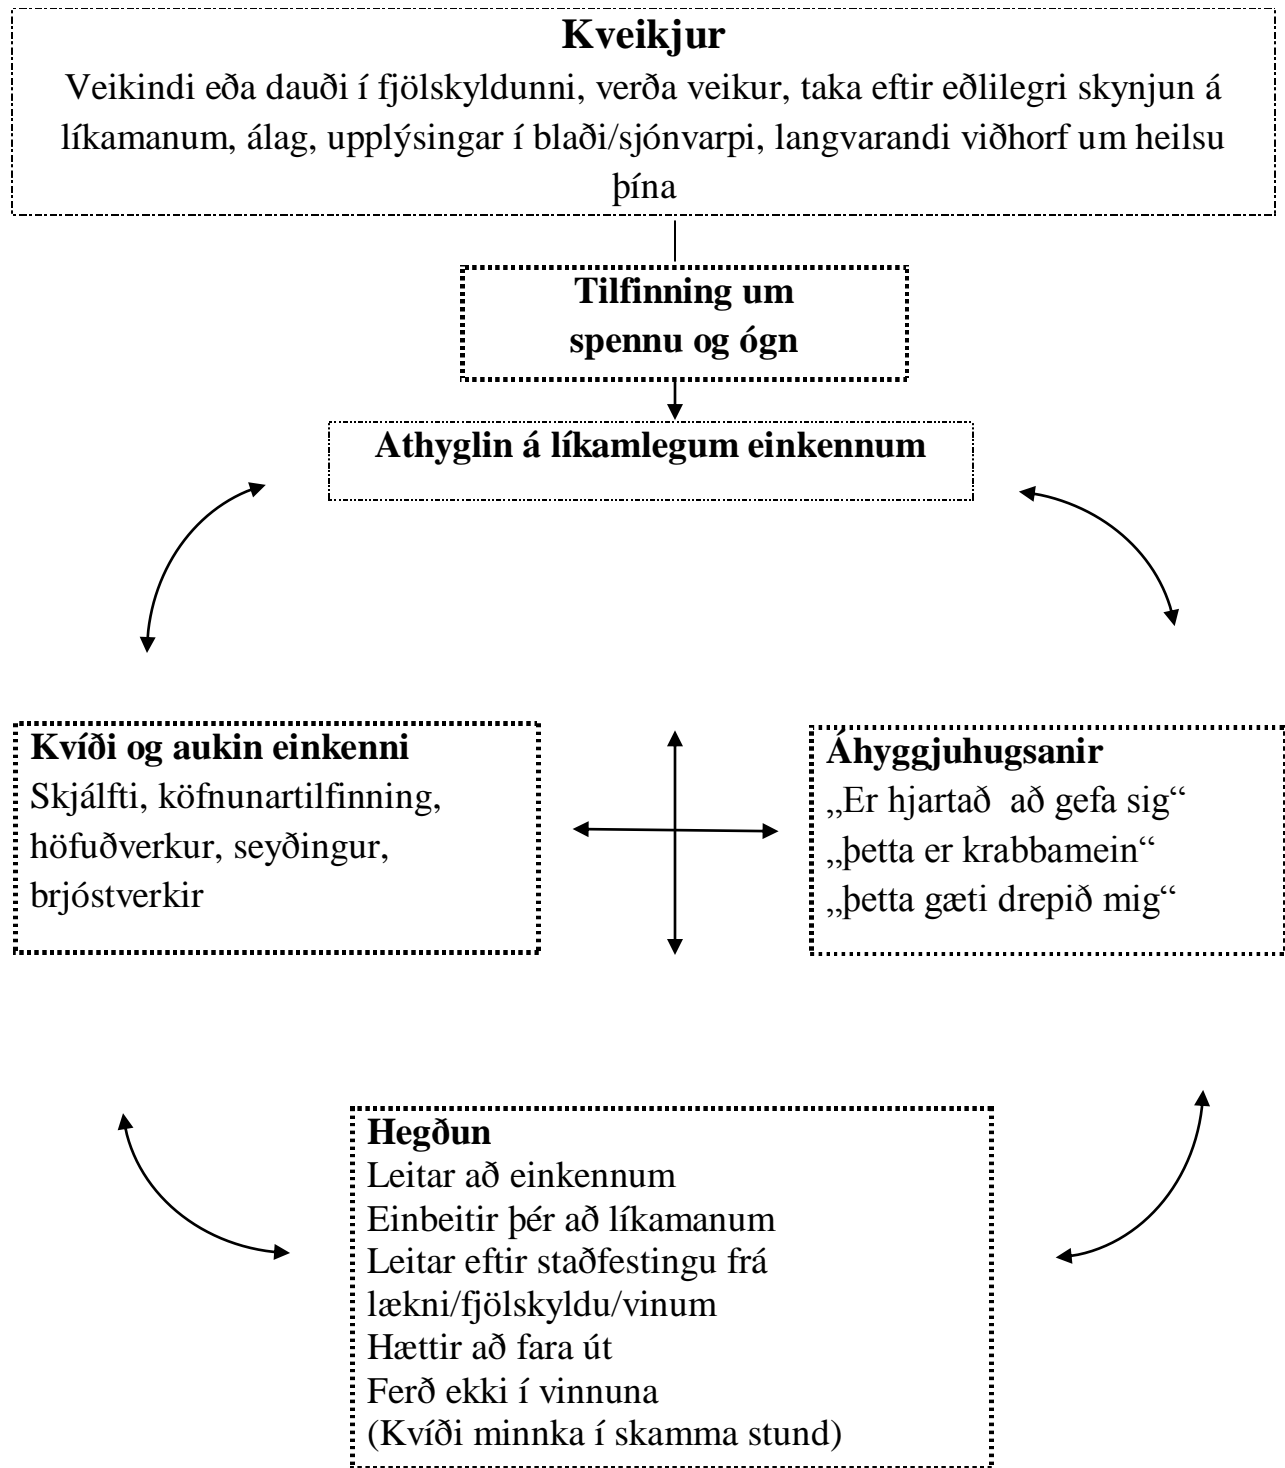 Kveikjur
Veikindi eða dauði í fjölskyldunni, verða veikur, taka eftir eðlilegri skynjun á
líkamanum, álag, upplýsingar í blaði/sjónvarpi, langvarandi viðhorf um heilsu
þína
Tilfinning um
spennu og ógn
Athyglin á líkamlegum einkennum
Kvíði og aukin einkenni
Skjálfti, köfnunartilfinning,
höfuðverkur, seyðingur,
brjóstverkir
Áhyggjuhugsanir
„Er hjartað  að gefa sig“
„þetta er krabbamein“
„þetta gæti drepið mig“
Hegðun
Leitar að einkennum
Einbeitir þér að líkamanum
Leitar eftir staðfestingu frá
lækni/fjölskyldu/vinum
Hættir að fara út
Ferð ekki í vinnuna
(Kvíði minnka í skamma stund)